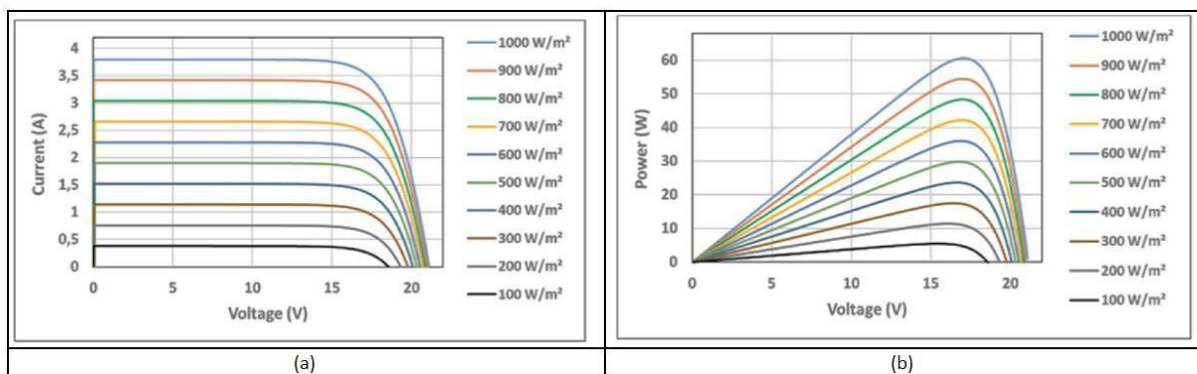 4
3,5
3
2,5
2
1,5
1
0,5
0
Current (A)
0 5 10 15 20
Voltage (V)
1000 W/m²
900 W/m²
800 W/m²
700 W/m²
600 W/m²
500 W/m²
400 W/m²
300 W/m²
200 W/m²
100 W/m²
(a)
60
50
40
30
20
10
0
Power (W)
0 5 10 15 20
Voltage (V)
1000 W/m²
900 W/m²
800 W/m²
700 W/m²
600 W/m²
500 W/m²
400 W/m²
300 W/m²
200 W/m²
100 W/m²
(b)